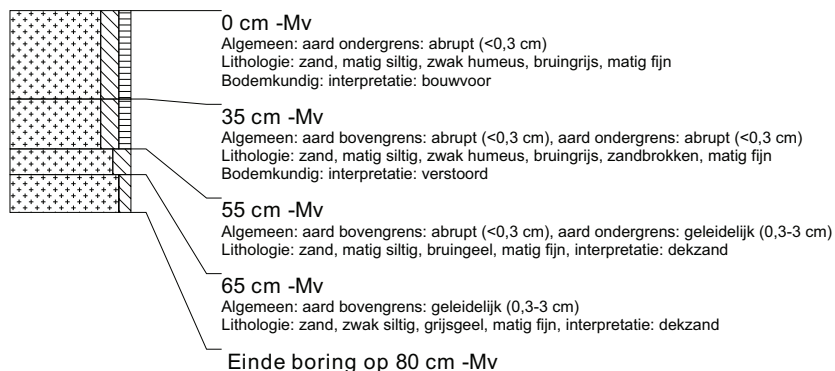 0 cm -Mv
Algemeen: aard ondergrens: abrupt (<0,3 cm)
Lithologie: zand, matig siltig, zwak humeus, bruingrijs, matig fijn
Bodemkundig: interpretatie: bouwvoor
35 cm -Mv
Algemeen: aard bovengrens: abrupt (<0,3 cm), aard ondergrens: abrupt (<0,3 cm)
Lithologie: zand, matig siltig, zwak humeus, bruingrijs, zandbrokken, matig fijn
Bodemkundig: interpretatie: verstoord
55 cm -Mv
Algemeen: aard bovengrens: abrupt (<0,3 cm), aard ondergrens: geleidelijk (0,3-3 cm)
Lithologie: zand, matig siltig, bruingeel, matig fijn, interpretatie: dekzand
65 cm -Mv
Algemeen: aard bovengrens: geleidelijk (0,3-3 cm)
Lithologie: zand, zwak siltig, grijsgeel, matig fijn, interpretatie: dekzand
Einde boring op 80 cm -Mv